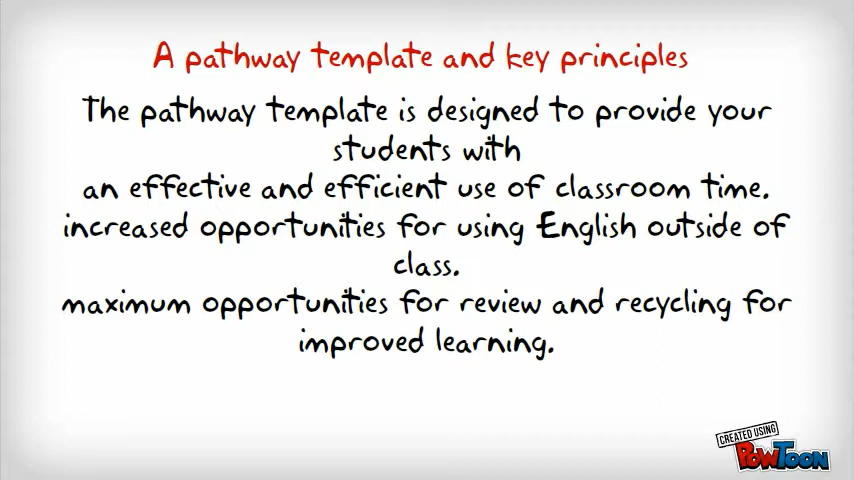 A pathway template and key principles
The pathway template is designed to provide your
students with
an effective and efficient use of classroom time.
increased opportunities for using English outside of
class.
maximum opportunities for review and recycling for
improved learning.
CREATED USING
POWTOON